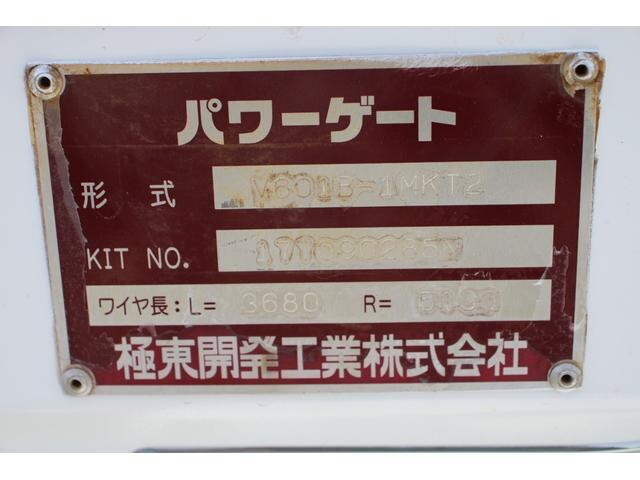 パワーゲート
形 式 V601B-1MKT2
KIT NO.
ワイヤ長:L= 3680 R=
極東開発工業株式会社